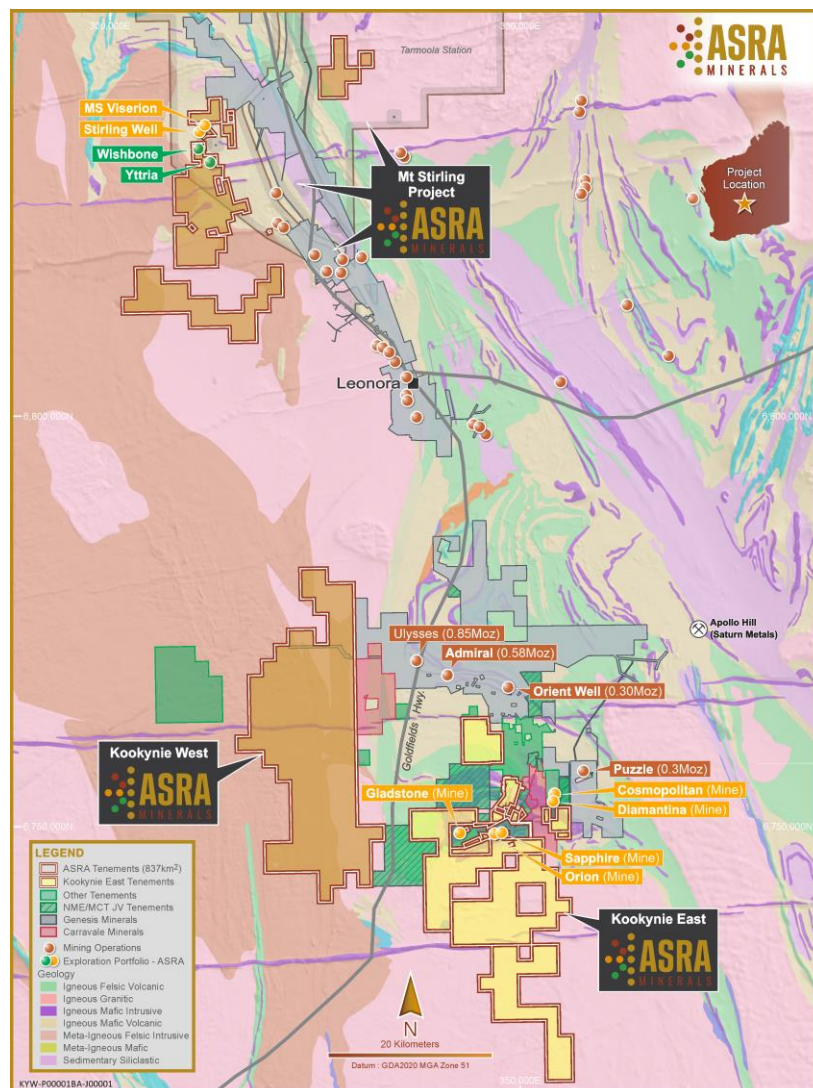 300,000E
350,000E
Tarmoola Station
ASRA
MINERALS
MS Viserion
Stirling Well
Wishbone
Yttria
Mt Stirling
Project
ASRA
MINERALS
Project
Location
Leonora
6,800,000N
6,800,000N
Apollo Hill
(Saturn Metals)
Ulysses (0.85Moz)
Admiral (0.58Moz)
Orient Well (0.30Moz)
Goldfields Hwy.
Kookynie West
ASRA
MINERALS
Puzzle (0.3Moz)
Gladstone (Mine)
Cosmopolitan (Mine)
Diamantina (Mine)
6,750,000N
6,750,000N
Sapphire (Mine)
Orion (Mine)
LEGEND
ASRA Tenements (837km²)
Kookynie East Tenements
Other Tenements
NME/MCT JV Tenements
Genesis Minerals
Carravale Minerals
Mining Operations
Exploration Portfolio - ASRA
Geology
Igneous Felsic Volcanic
Igneous Granitic
Igneous Mafic Intrusive
Igneous Mafic Volcanic
Meta-Igneous Felsic Intrusive
Meta-Igneous Mafic
Sedimentary Siliclastic
Kookynie East
ASRA
MINERALS
N
20 Kilometers
Datum : GDA2020 MGA Zone 51
KYW-P00001BA-J00001
350,000E